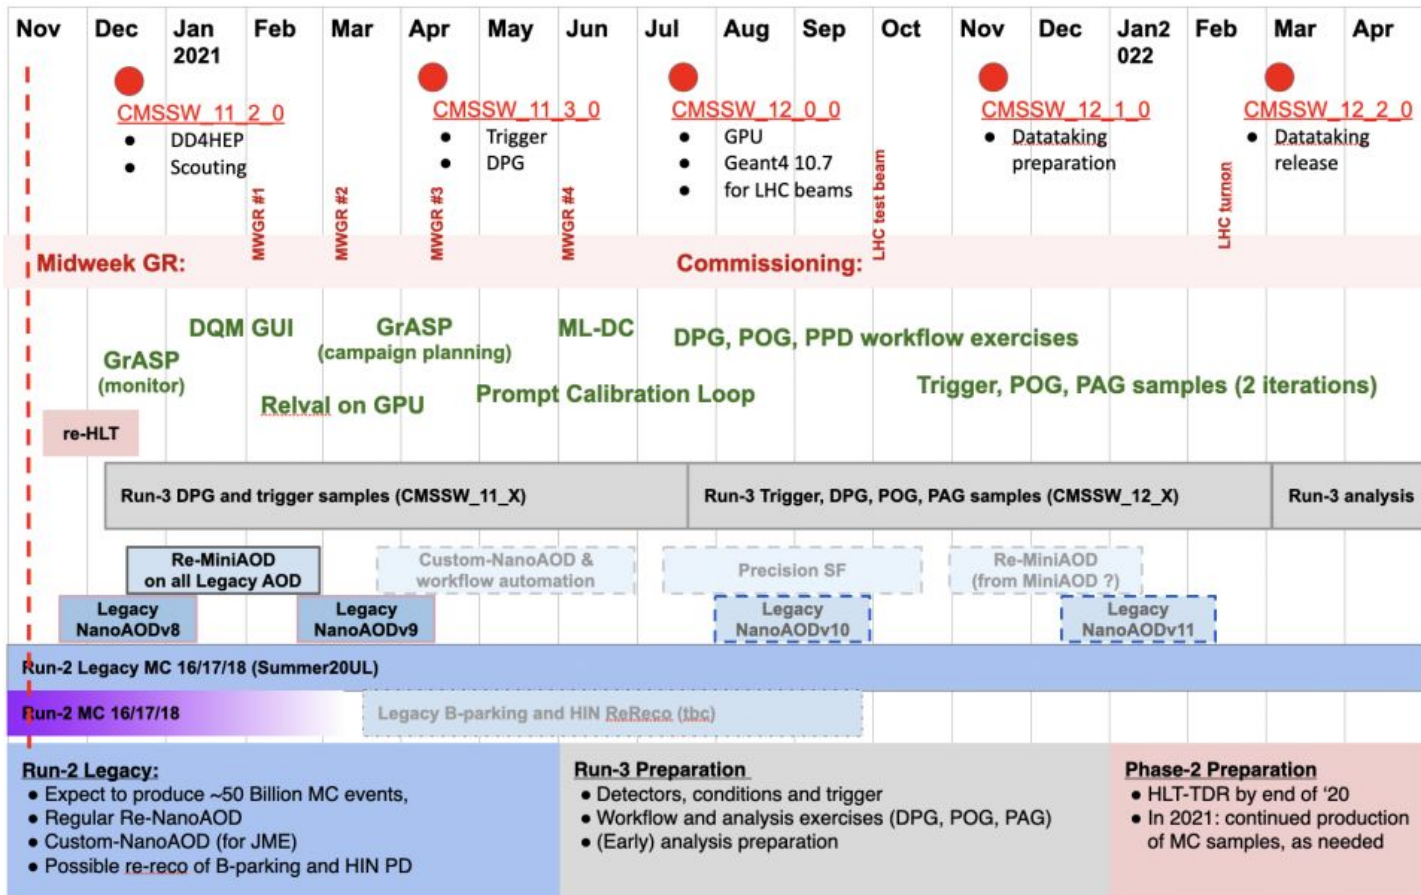 Nov Dec Jan 2021 Feb Mar Apr May Jun Jul Aug Sep Oct Nov Dec Jan2 022 Feb Mar Apr
CMSSW_11_2_0
● DD4HEP
● Scouting
CMSSW_11_3_0
● Trigger
● DPG
CMSSW_12_0_0
● GPU
● Geant4 10.7
● for LHC beams
CMSSW_12_1_0
● Datataking
preparation
CMSSW_12_2_0
● Datataking
release
MWGR #1
MWGR #2
MWGR #3
MWGR #4
LHC test beam
LHC turnon
Midweek GR:
Commissioning:
DQM GUI
GrASP
(campaign planning)
ML-DC
DPG, POG, PPD workflow exercises
GrASP
(monitor)
Relval on GPU
Prompt Calibration Loop
Trigger, POG, PAG samples (2 iterations)
re-HLT
Run-3 DPG and trigger samples (CMSSW_11_X)
Run-3 Trigger, DPG, POG, PAG samples (CMSSW_12_X)
Run-3 analysis
Re-MiniAOD
on all Legacy AOD
Custom-NanoAOD &
workflow automation
Precision SF
Re-MiniAOD
(from MiniAOD ?)
Legacy
NanoAODv8
Legacy
NanoAODv9
Legacy
NanoAODv10
Legacy
NanoAODv11
Run-2 Legacy MC 16/17/18 (Summer20UL)
Run-2 MC 16/17/18
Legacy B-parking and HIN ReReco (tbc)
Run-2 Legacy:
● Expect to produce ~50 Billion MC events,
● Regular Re-NanoAOD
● Custom-NanoAOD (for JME)
● Possible re-reco of B-parking and HIN PD
Run-3 Preparation
● Detectors, conditions and trigger
● Workflow and analysis exercises (DPG, POG, PAG)
● (Early) analysis preparation
Phase-2 Preparation
● HLT-TDR by end of '20
● In 2021: continued production
of MC samples, as needed